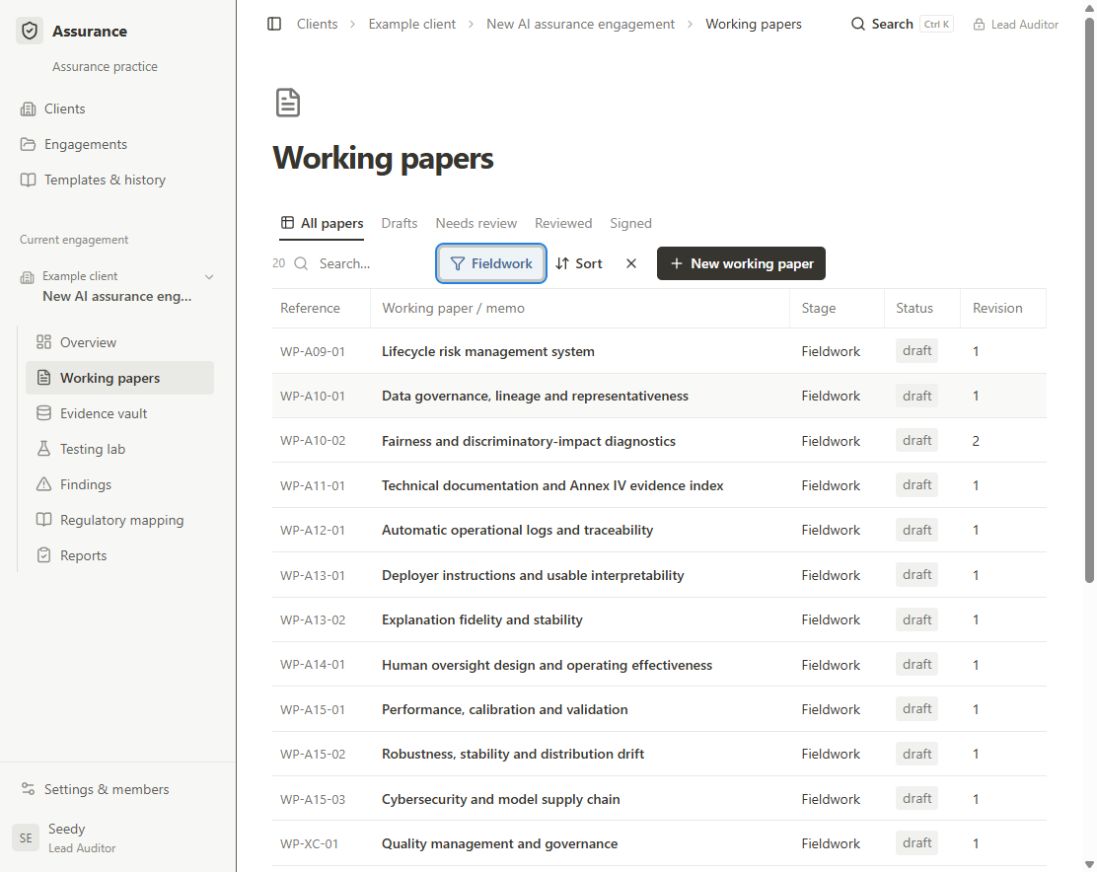 Assurance
Assurance practice
Clients
Engagements
Templates & history
Current engagement
Example client
New AI assurance eng...
Overview
Working papers
Evidence vault
Testing lab
Findings
Regulatory mapping
Reports
Settings & members
SE
Seedy
Lead Auditor
Clients > Example client > New AI assurance engagement > Working papers
Search Ctrl K Lead Auditor
Working papers
All papers Drafts Needs review Reviewed Signed
20 Search... Fieldwork Sort × + New working paper
Reference Working paper / memo Stage Status Revision
WP-A09-01 Lifecycle risk management system Fieldwork draft 1
WP-A10-01 Data governance, lineage and representativeness Fieldwork draft 1
WP-A10-02 Fairness and discriminatory-impact diagnostics Fieldwork draft 2
WP-A11-01 Technical documentation and Annex IV evidence index Fieldwork draft 1
WP-A12-01 Automatic operational logs and traceability Fieldwork draft 1
WP-A13-01 Deployer instructions and usable interpretability Fieldwork draft 1
WP-A13-02 Explanation fidelity and stability Fieldwork draft 1
WP-A14-01 Human oversight design and operating effectiveness Fieldwork draft 1
WP-A15-01 Performance, calibration and validation Fieldwork draft 1
WP-A15-02 Robustness, stability and distribution drift Fieldwork draft 1
WP-A15-03 Cybersecurity and model supply chain Fieldwork draft 1
WP-XC-01 Quality management and governance Fieldwork draft 1